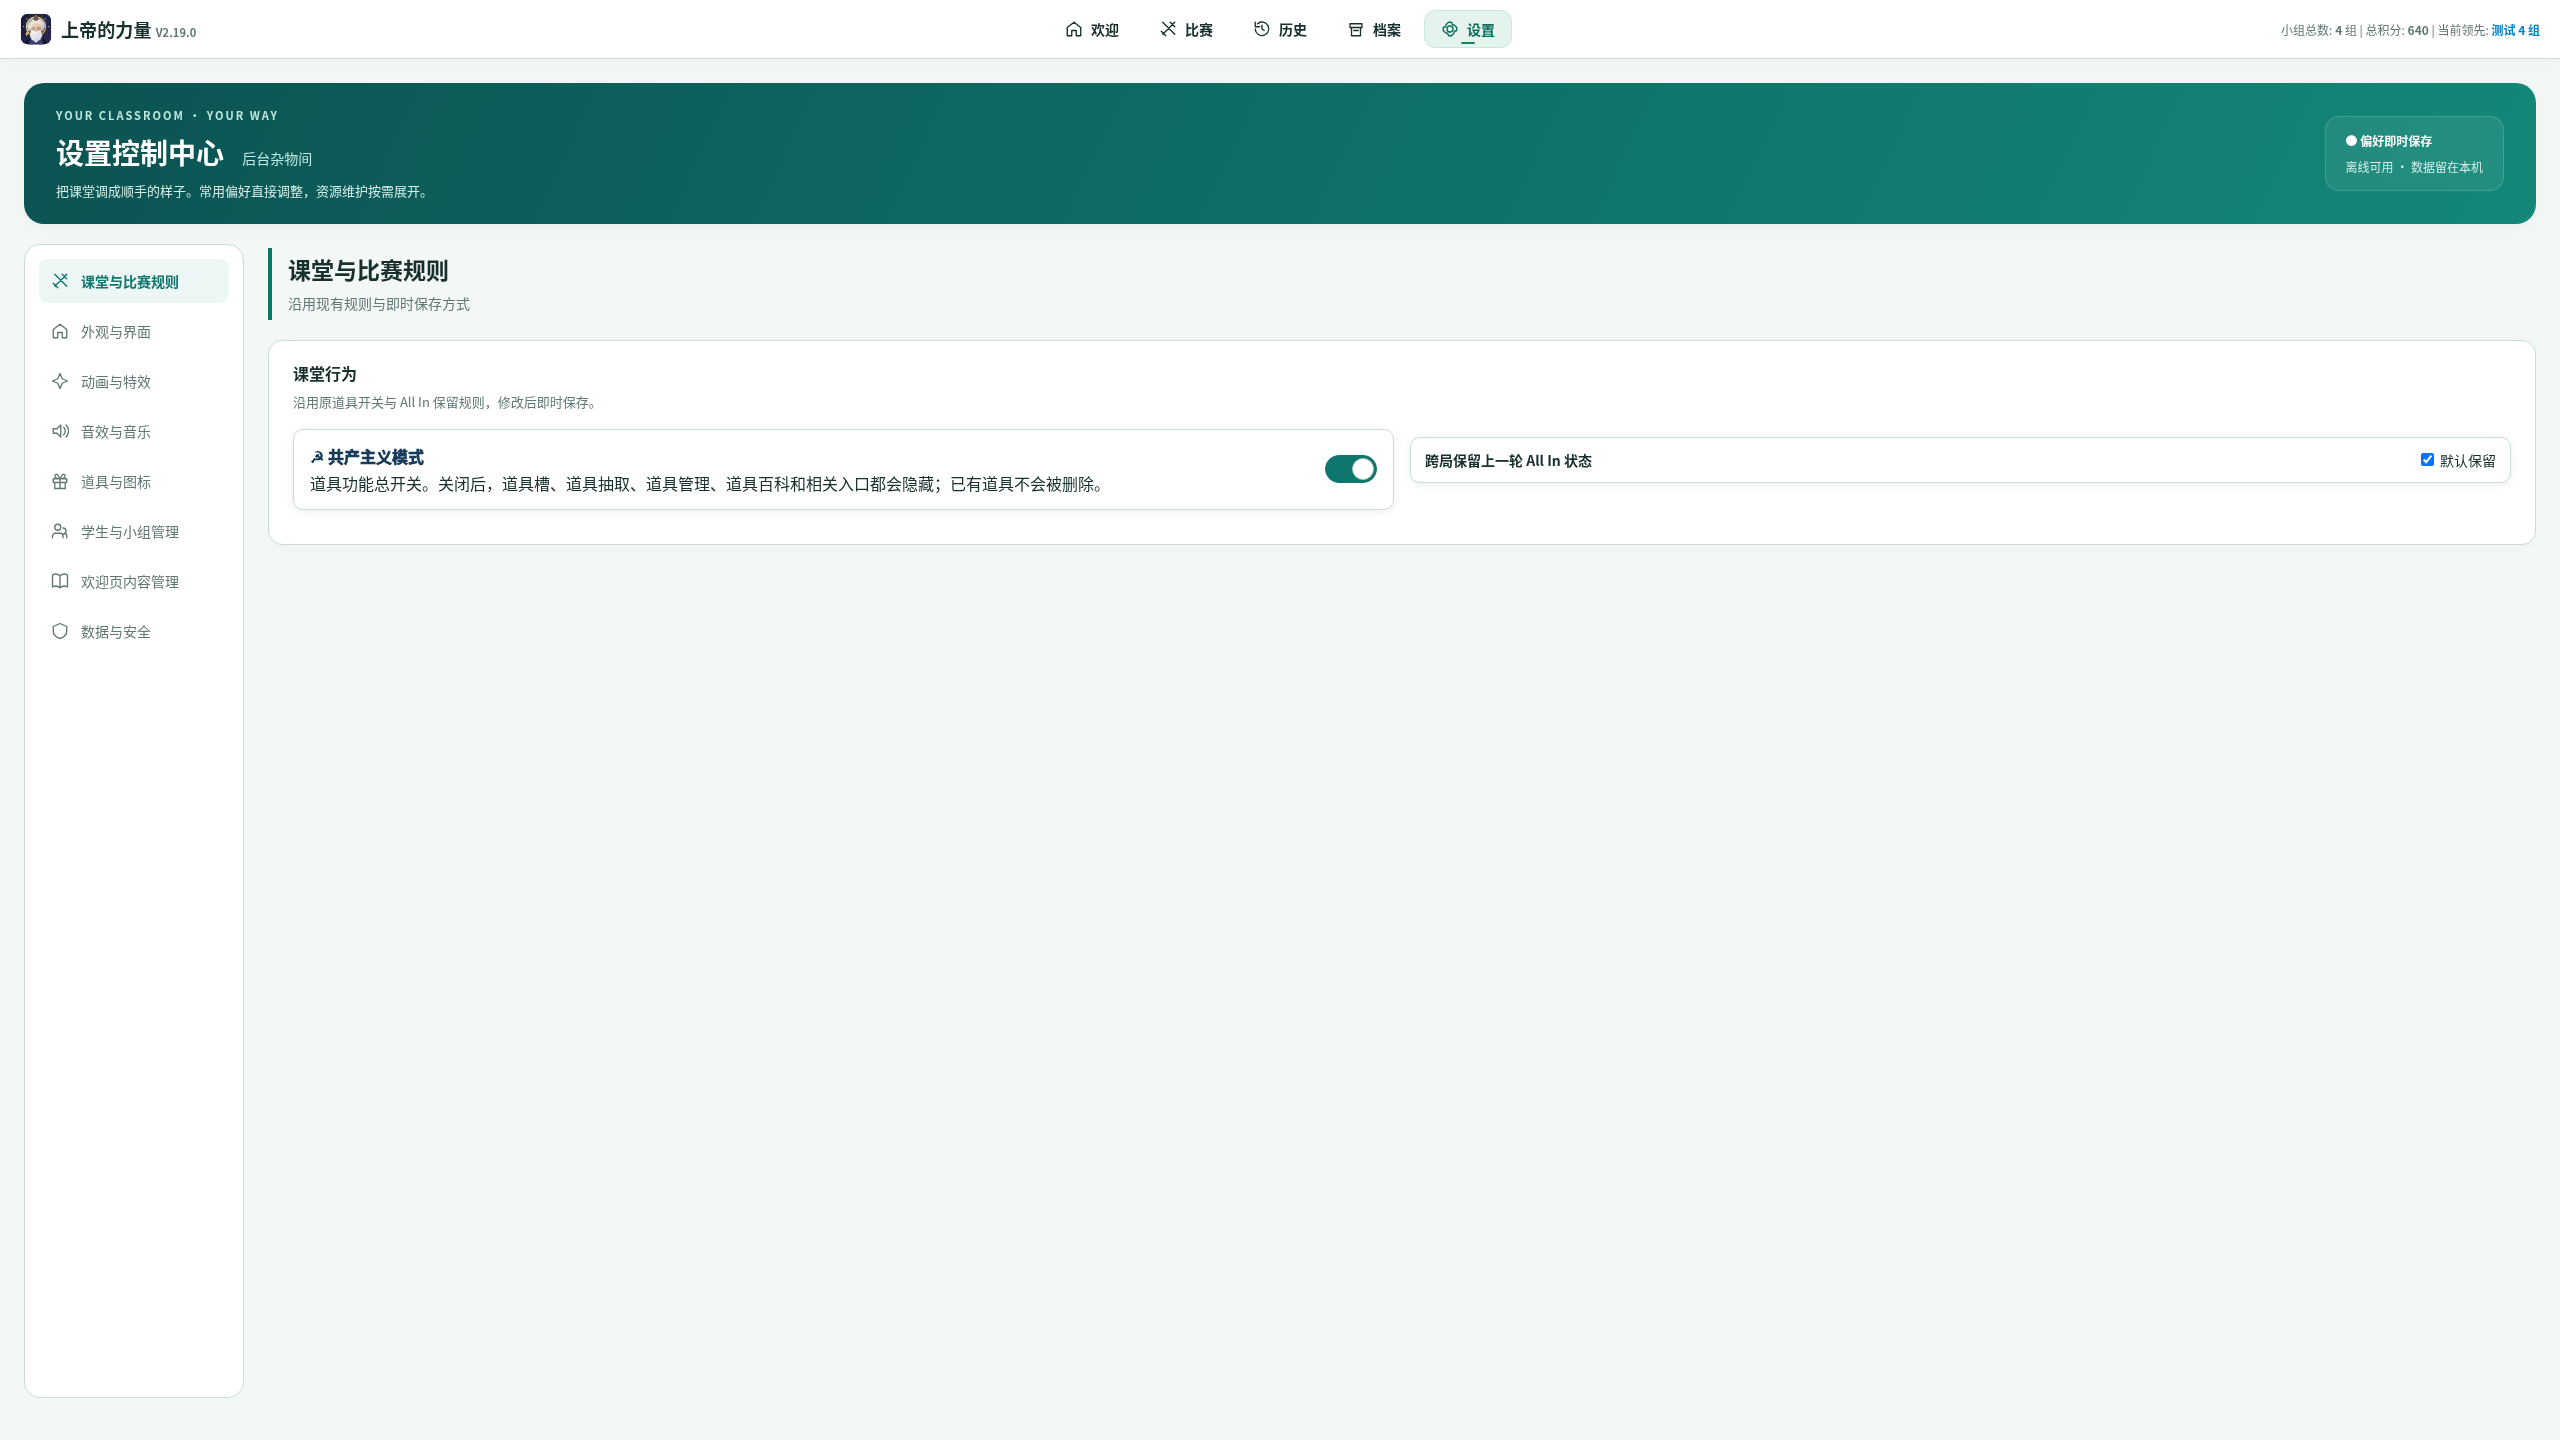 上帝的力量 V2.19.0
欢迎
比赛
历史
档案
设置
小组总数: 4 组 | 总积分: 640 | 当前领先: 测试 4 组
YOUR CLASSROOM · YOUR WAY
设置控制中心 后台杂物间
把课堂调成顺手的样子。常用偏好直接调整，资源维护按需展开。
偏好即时保存
离线可用 · 数据留在本机
课堂与比赛规则
外观与界面
动画与特效
音效与音乐
道具与图标
学生与小组管理
欢迎页内容管理
数据与安全
课堂与比赛规则
沿用现有规则与即时保存方式
课堂行为
沿用原道具开关与 All In 保留规则，修改后即时保存。
☭ 共产主义模式
道具功能总开关。关闭后，道具槽、道具抽取、道具管理、道具百科和相关入口都会隐藏；已有道具不会被删除。
跨局保留上一轮 All In 状态
默认保留